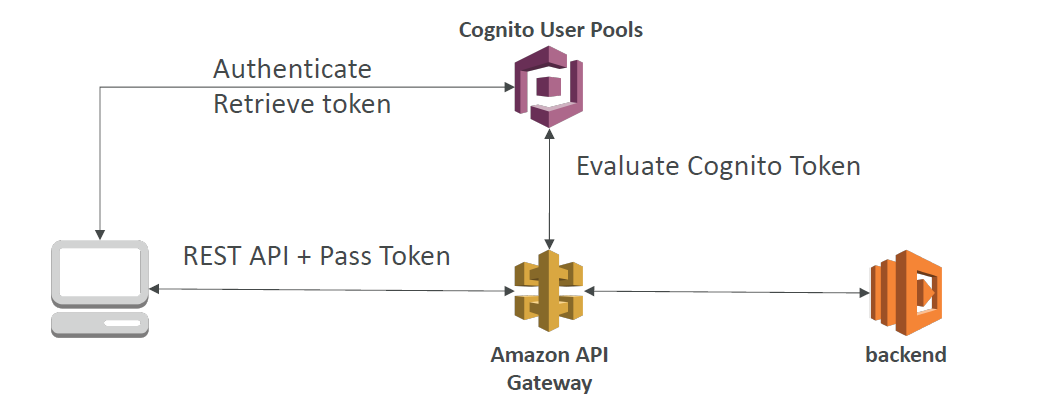 Cognito User Pools
Authenticate
Retrieve token
Evaluate Cognito Token
REST API + Pass Token
Amazon API
Gateway
backend